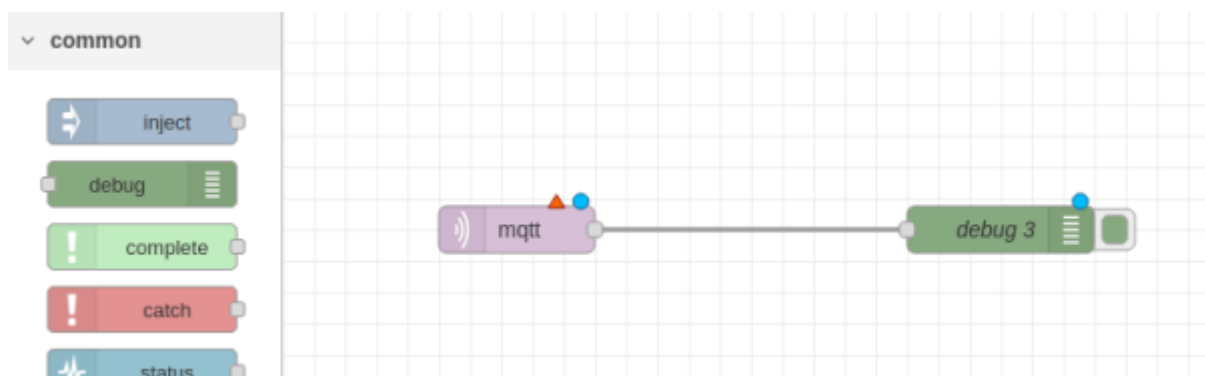 common
inject
debug
complete
catch
status
mqtt
debug 3